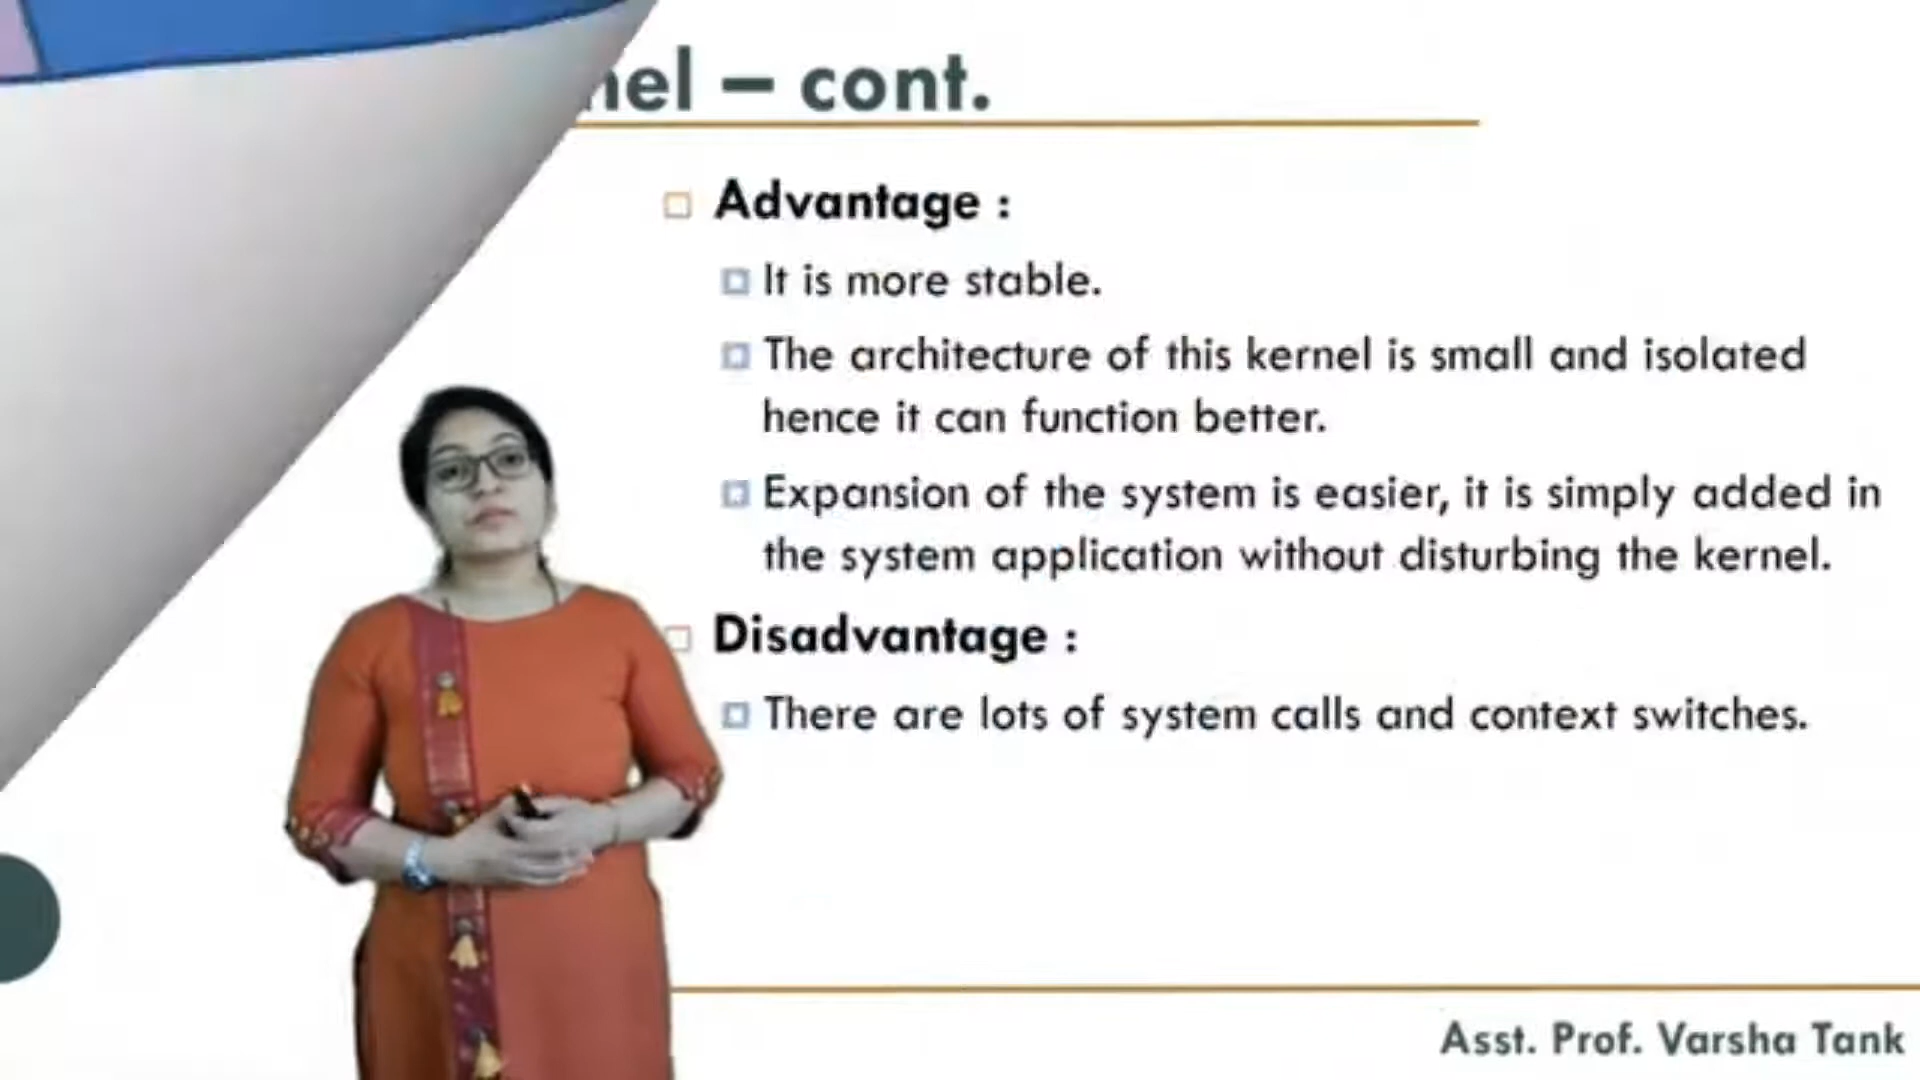 – cont.
Advantage :
It is more stable.
The architecture of this kernel is small and isolated
hence it can function better.
Expansion of the system is easier, it is simply added in
the system application without disturbing the kernel.
Disadvantage :
There are lots of system calls and context switches.
Asst. Prof. Varsha Tank